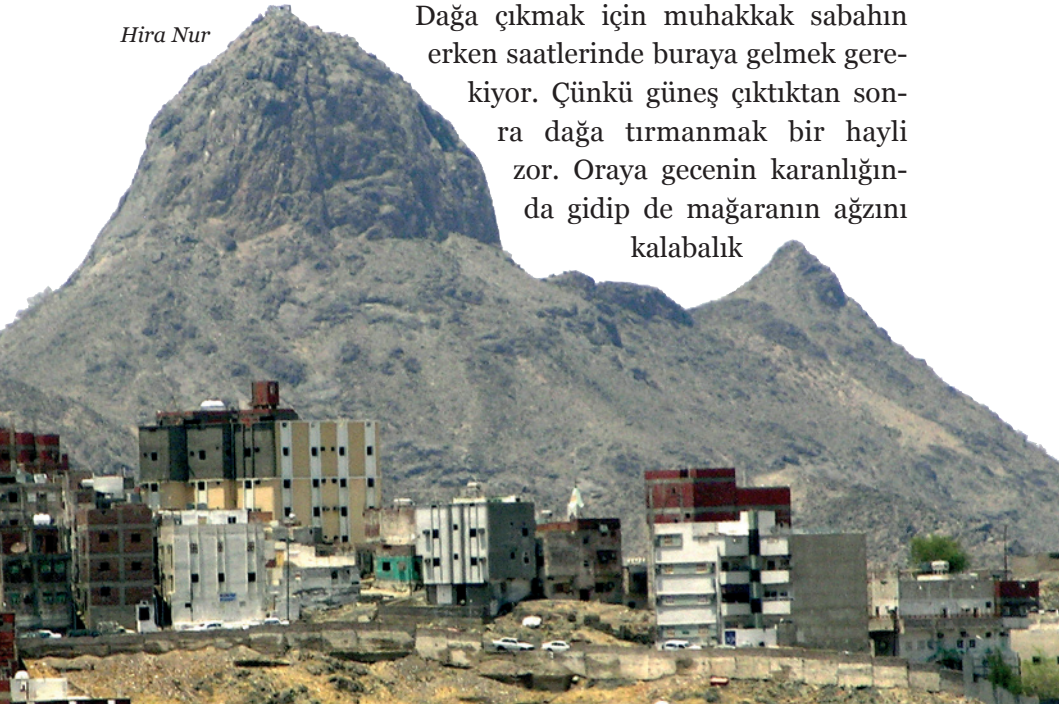 Hira Nur
Dağa çıkmak için muhakkak sabahın
erken saatlerinde buraya gelmek gere-
kiyor. Çünkü güneş çıktıktan son-
ra dağa tırmanmak bir hayli
zor. Oraya gecenin karanlığın-
da gidip de mağaranın ağzını
kalabalık